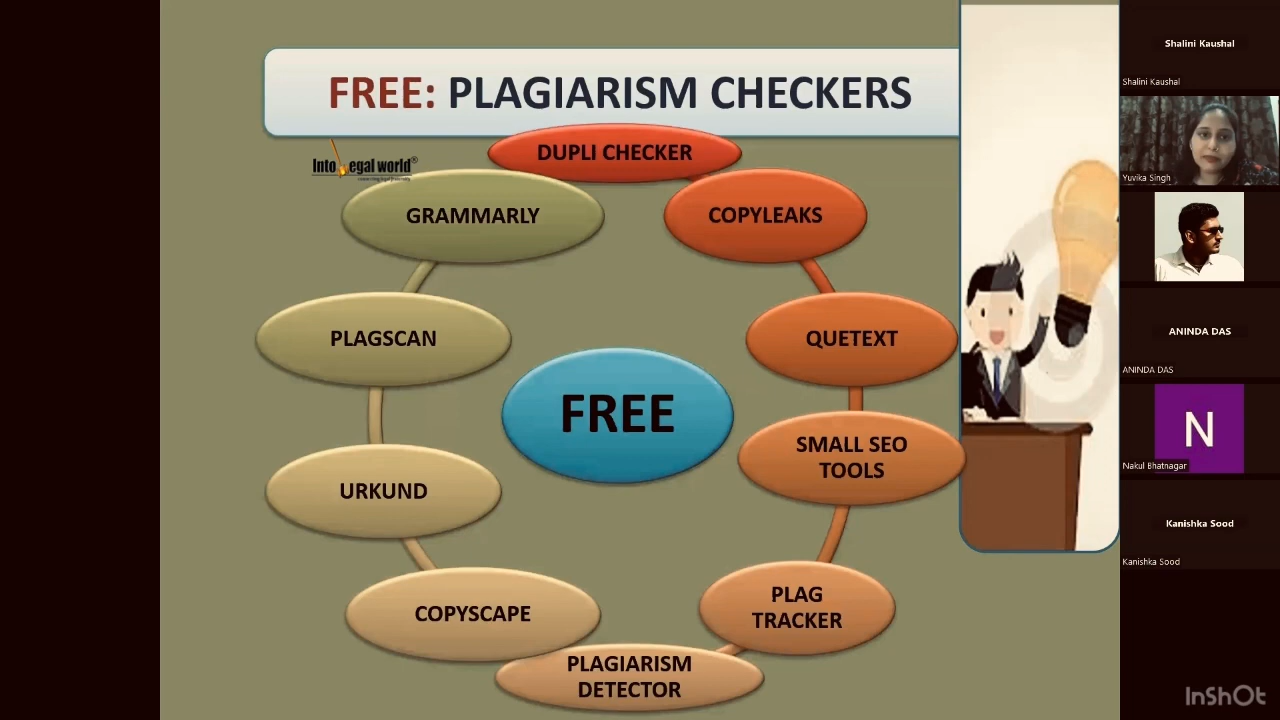 FREE: PLAGIARISM CHECKERS
Into Legal world®
DUPLI CHECKER
GRAMMARLY
COPYLEAKS
PLAGSCAN
QUETEXT
FREE
SMALL SEO
TOOLS
URKUND
COPYSCAPE
PLAG
TRACKER
PLAGIARISM
DETECTOR
Shalini Kaushal
Shalini Kaushal
Yuvika Singh
ANINDA DAS
ANINDA DAS
N
Nakul Bhatnagar
Kanishka Sood
Kanishka Sood
InShOt